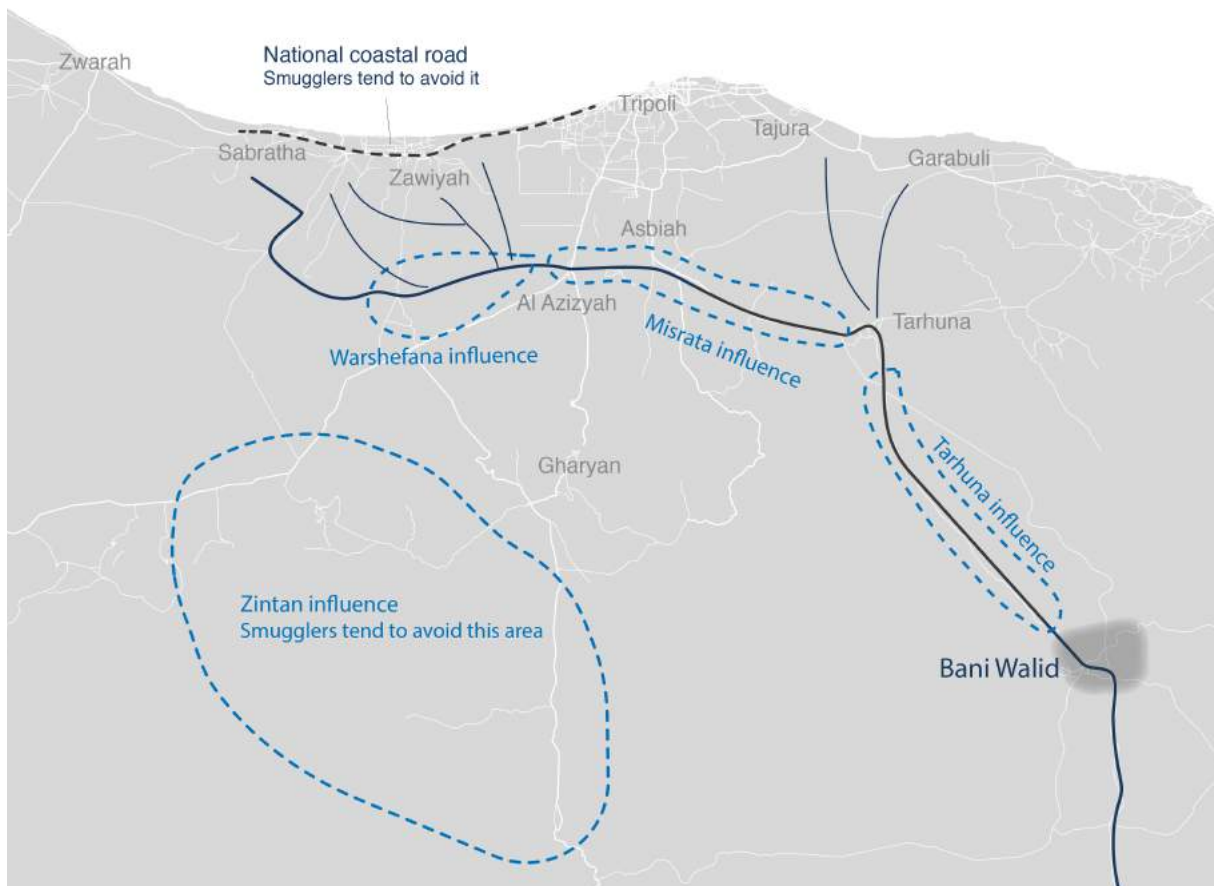 National coastal road
Smugglers tend to avoid it
Zwarah
Tripoli
Tajura
Sabratha
Zawiyah
Garabuli
Asbiah
Al Azizyah
Tarhuna
Warshefana influence
Misrata influence
Gharyan
Tarhuna influence
Zintan influence
Smugglers tend to avoid this area
Bani Walid